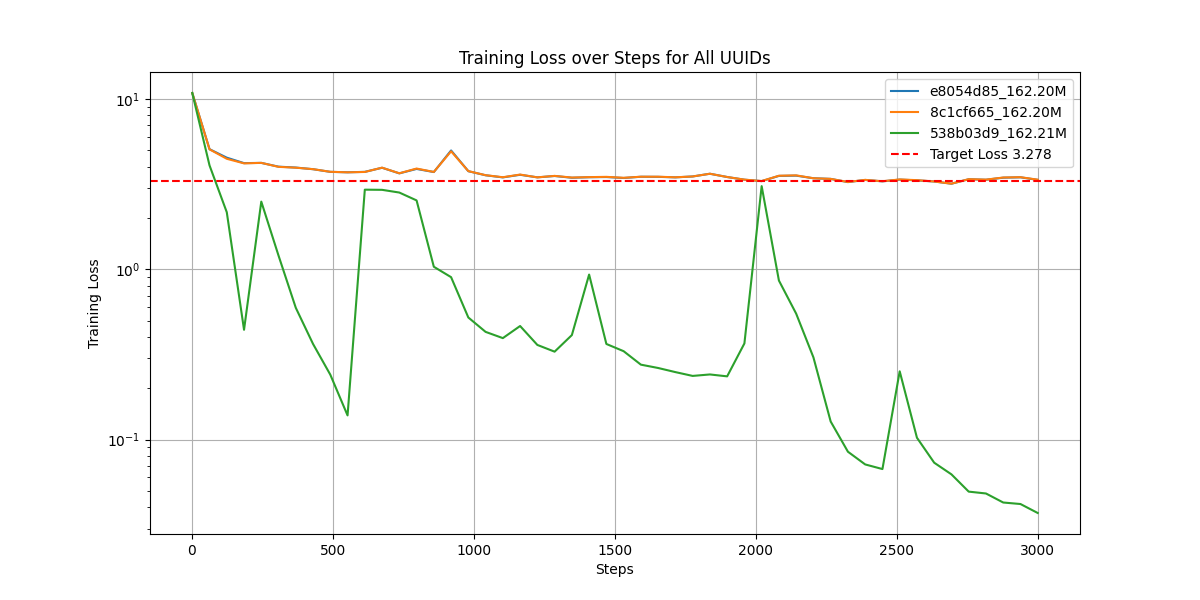 Training Loss over Steps for All UUIDs
e8054d85_162.20M
8c1cf665_162.20M
538b03d9_162.21M
Target Loss 3.278
Training Loss
10¹
10⁰
10⁻¹
0 500 1000 1500 2000 2500 3000
Steps